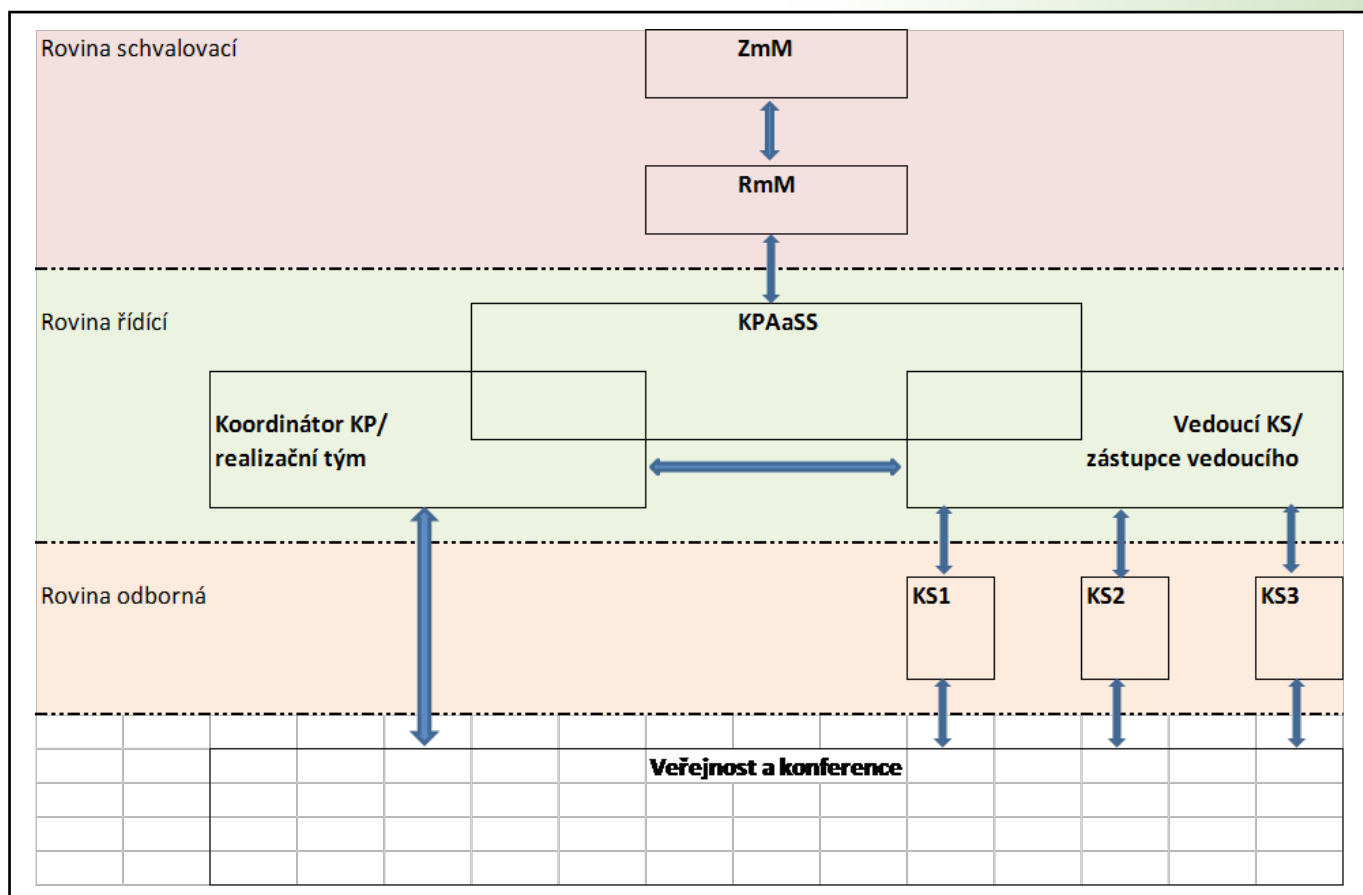 Rovina schvalovací
ZmM
RmM
Rovina řídící
KPAaSS
Koordinátor KP/
realizační tým
Vedoucí KS/
zástupce vedoucího
Rovina odborná
KS1
KS2
KS3
Veřejnost a konference